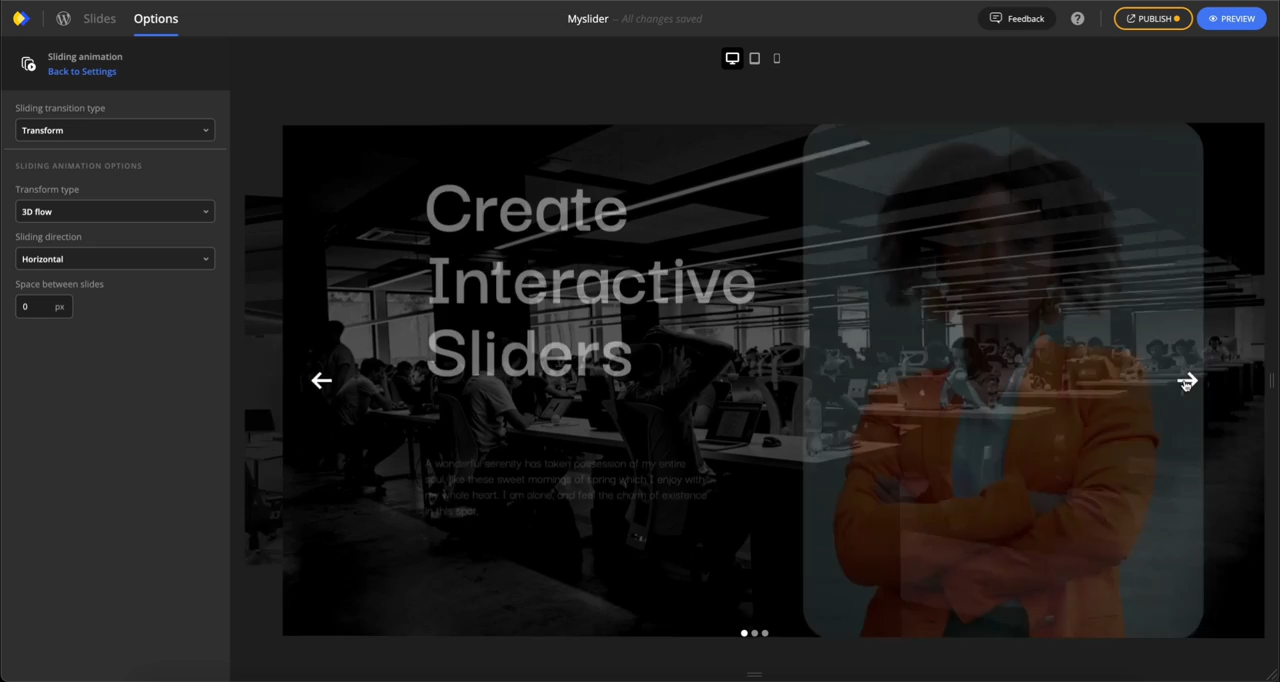 Slides
Options
Myslider – All changes saved
Feedback
?
PUBLISH
PREVIEW
Sliding animation
Back to Settings
Sliding transition type
Transform
SLIDING ANIMATION OPTIONS
Transform type
3D flow
Sliding direction
Horizontal
Space between slides
0 px
Create
Interactive
Sliders
A wonderful serenity has taken possession of my entire
soul, like these sweet mornings of spring which I enjoy with
my whole heart. I am alone, and feel the charm of existence
in this spot.